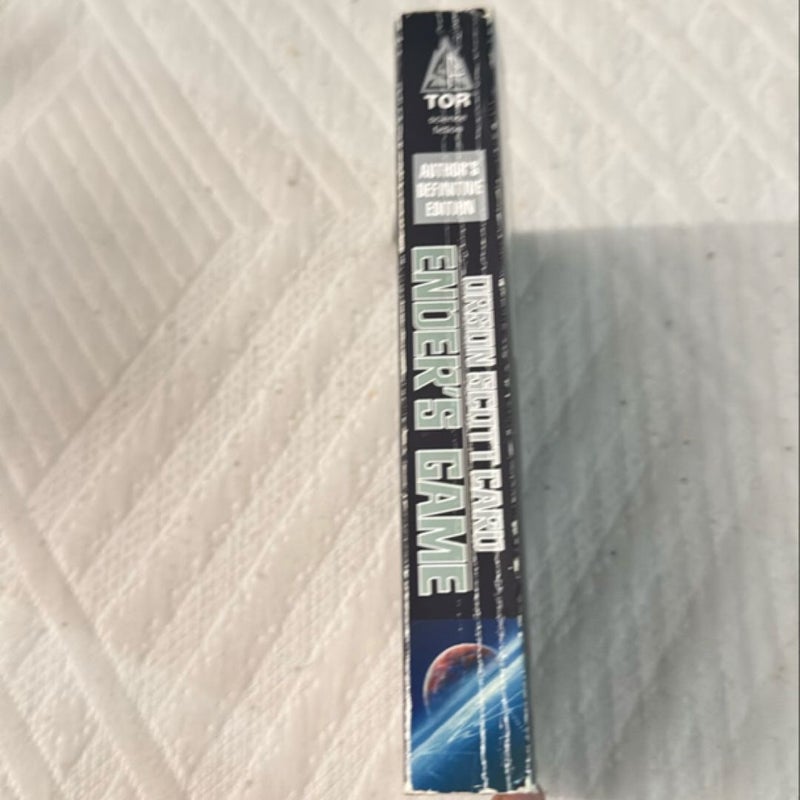 TOR
science
fiction
AUTHOR'S
DEFINITIVE
EDITION
ORSON SCOTT CARD
ENDER'S GAME